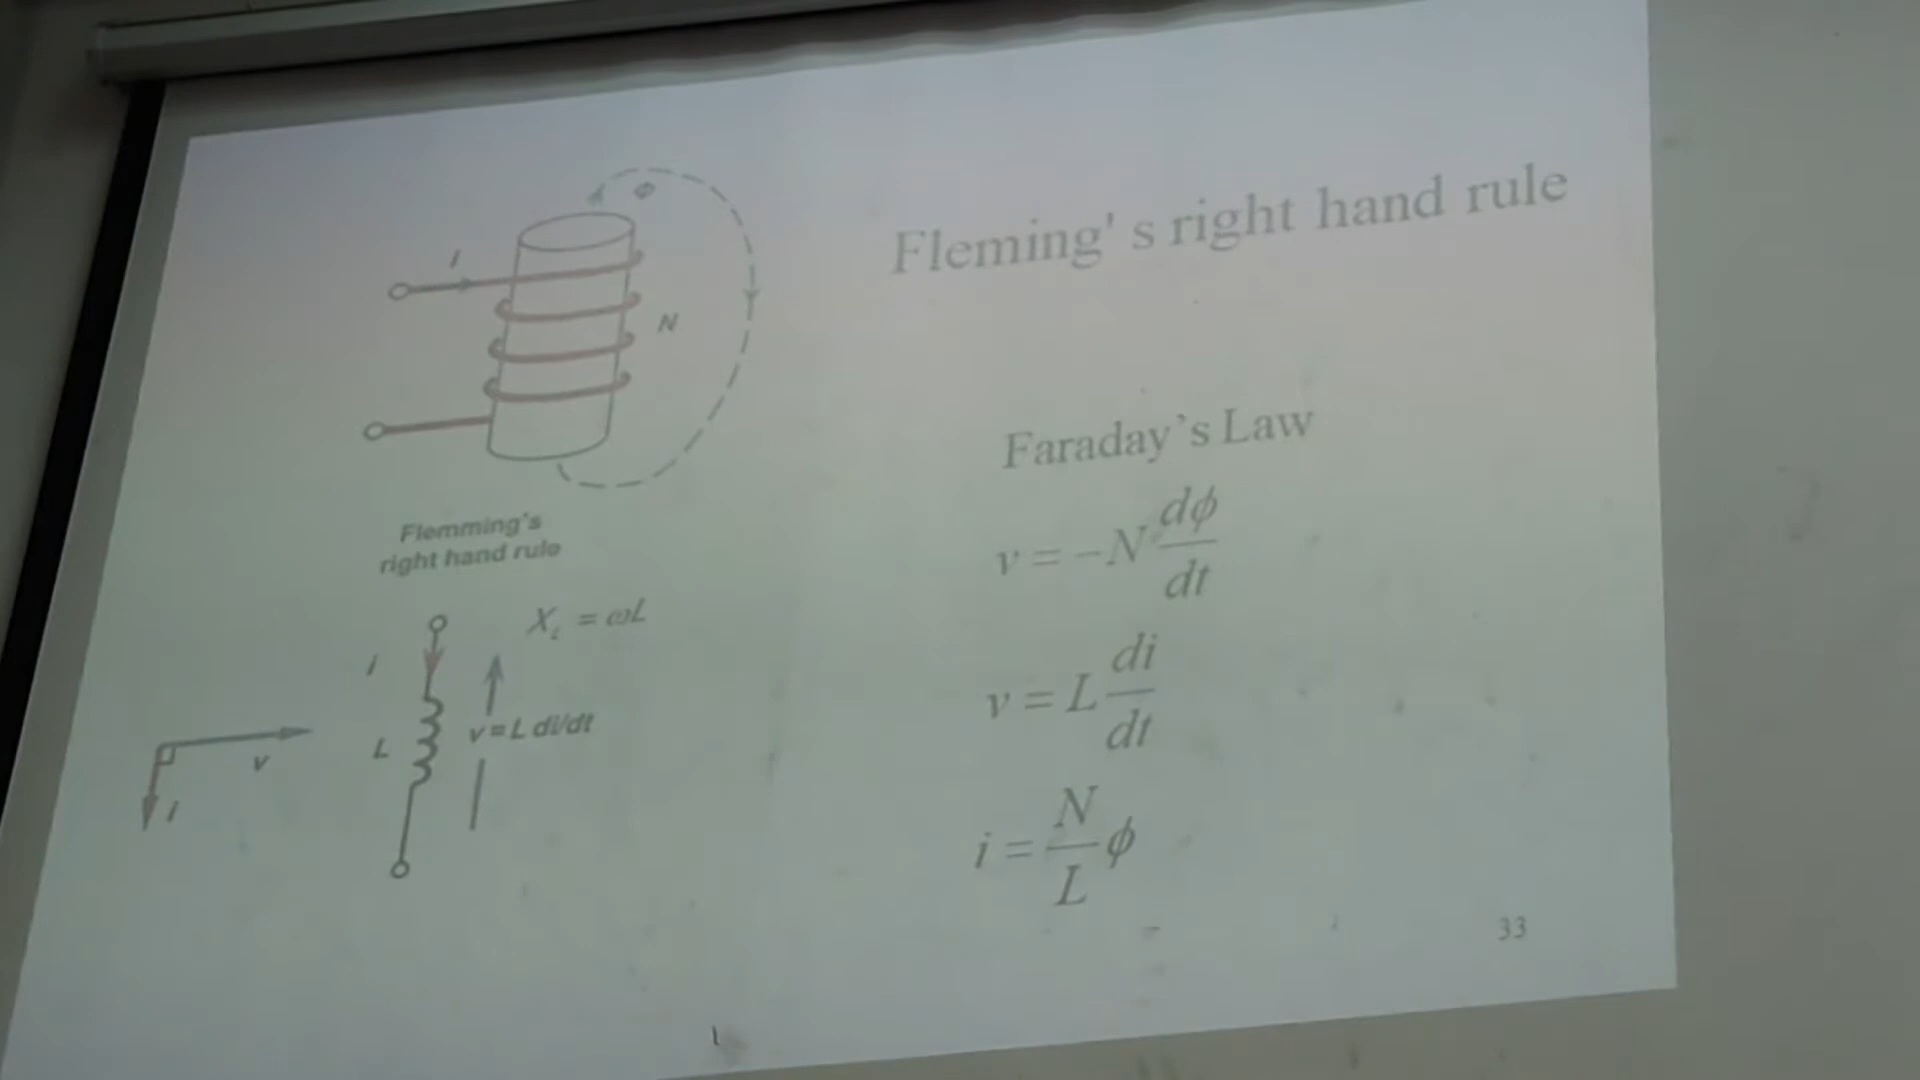 Φ
I
N
Flemming's
right hand rule
X_L = ωL
i
L
v = L di/dt
v
i
Fleming' s right hand rule
Faraday`s Law
v = −N dϕ/dt
v = L di/dt
i = N/L ϕ
33